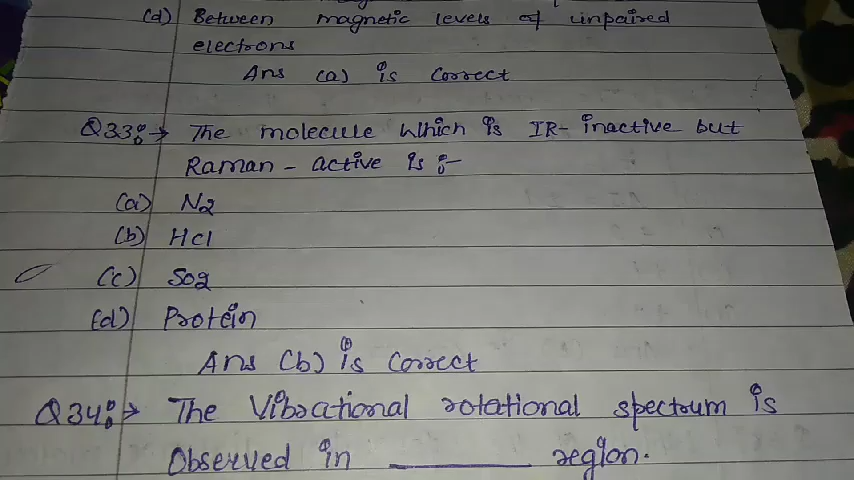 (d) Between magnetic levels of unpaired
electrons
Ans (a) is correct
Q33:→ The molecule which is IR-inactive but
Raman - active is :-
(a) N2
(b) HCl
(c) SO2
(d) Protein
Ans (b) is correct
Q34:→ The Vibrational rotational spectrum is
Observed in ________ region.